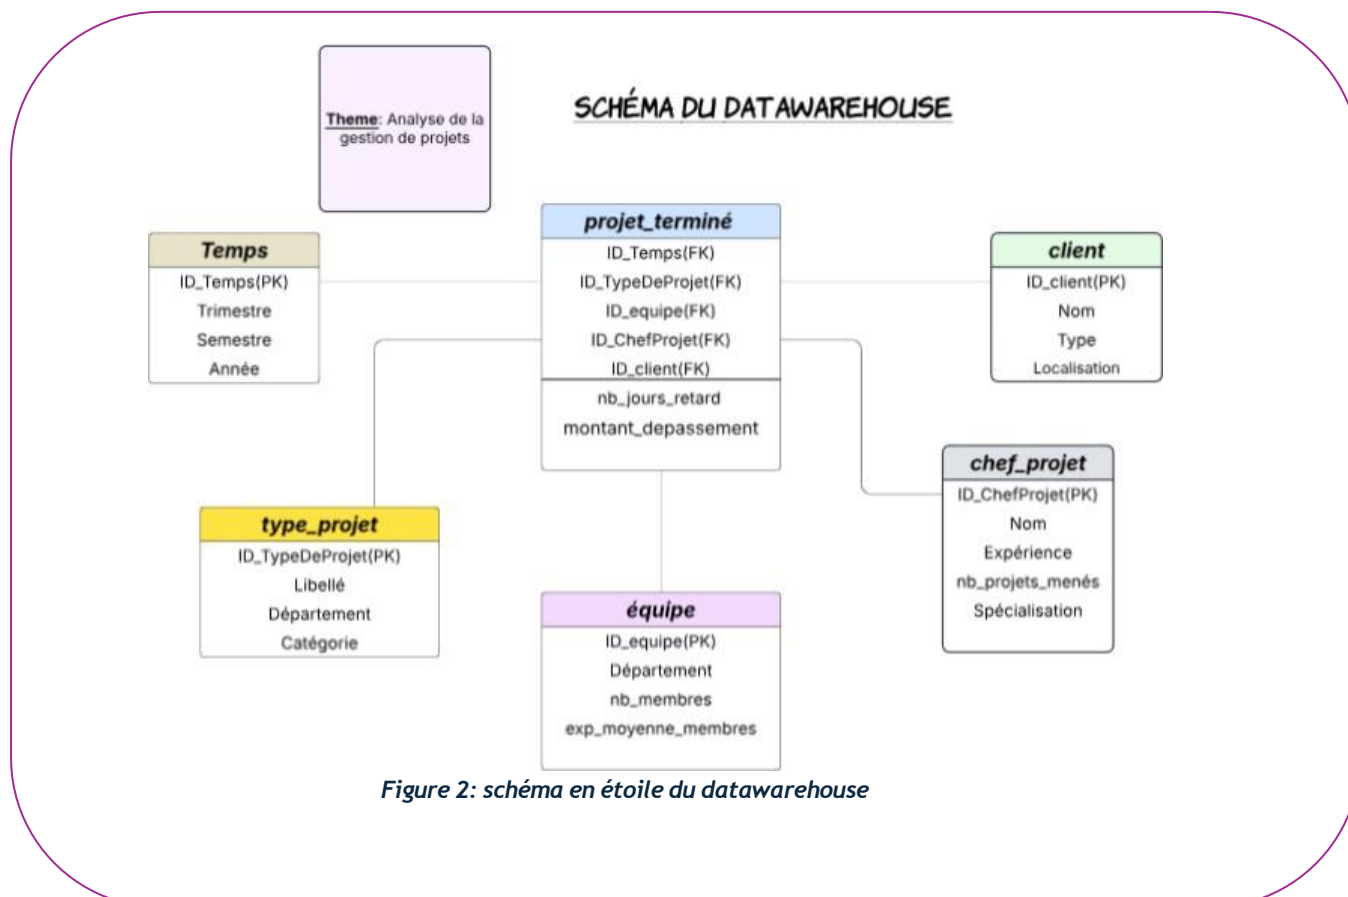 Theme: Analyse de la
gestion de projets
SCHÉMA DU DATAWAREHOUSE
Temps
ID_Temps(PK)
Trimestre
Semestre
Année
projet_terminé
ID_Temps(FK)
ID_TypeDeProjet(FK)
ID_equipe(FK)
ID_ChefProjet(FK)
ID_client(FK)
nb_jours_retard
montant_depassement
client
ID_client(PK)
Nom
Type
Localisation
chef_projet
ID_ChefProjet(PK)
Nom
Expérience
nb_projets_menés
Spécialisation
type_projet
ID_TypeDeProjet(PK)
Libellé
Département
Catégorie
équipe
ID_equipe(PK)
Département
nb_membres
exp_moyenne_membres
Figure 2: schéma en étoile du datawarehouse